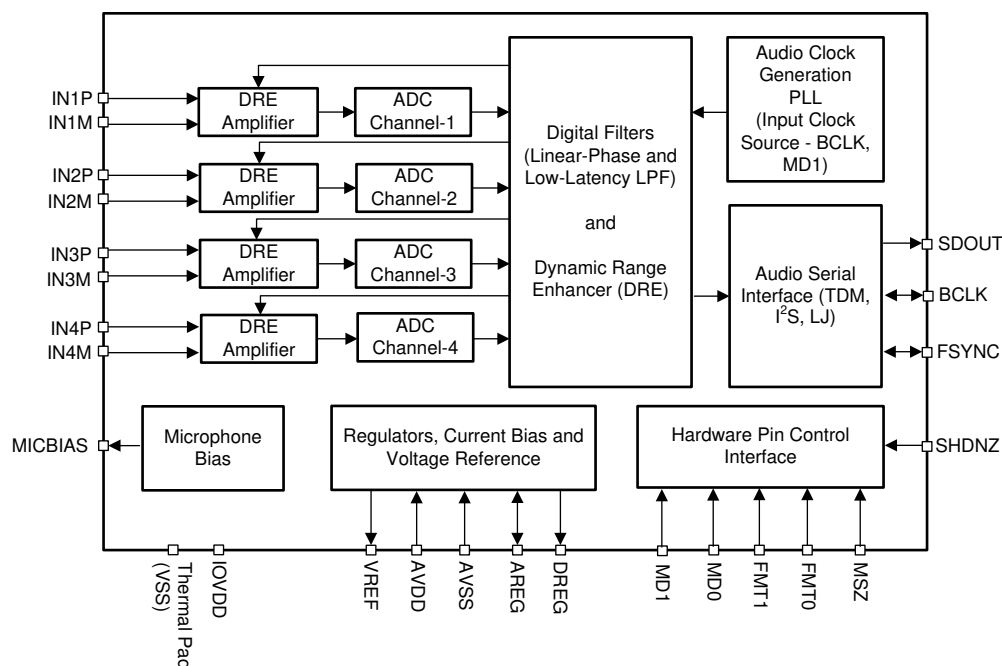 IN1P
IN1M
DRE
Amplifier
ADC
Channel-1
IN2P
IN2M
DRE
Amplifier
ADC
Channel-2
IN3P
IN3M
DRE
Amplifier
ADC
Channel-3
IN4P
IN4M
DRE
Amplifier
ADC
Channel-4
Digital Filters
(Linear-Phase and
Low-Latency LPF)
and
Dynamic Range
Enhancer (DRE)
Audio Clock
Generation
PLL
(Input Clock
Source - BCLK,
MD1)
Audio Serial
Interface (TDM,
I²S, LJ)
SDOUT
BCLK
FSYNC
MICBIAS
Microphone
Bias
Regulators, Current Bias and
Voltage Reference
Hardware Pin Control
Interface
SHDNZ
Thermal Pad
(VSS)
IOVDD
VREF
AVDD
AVSS
AREG
DREG
MD1
MD0
FMT1
FMT0
MSZ